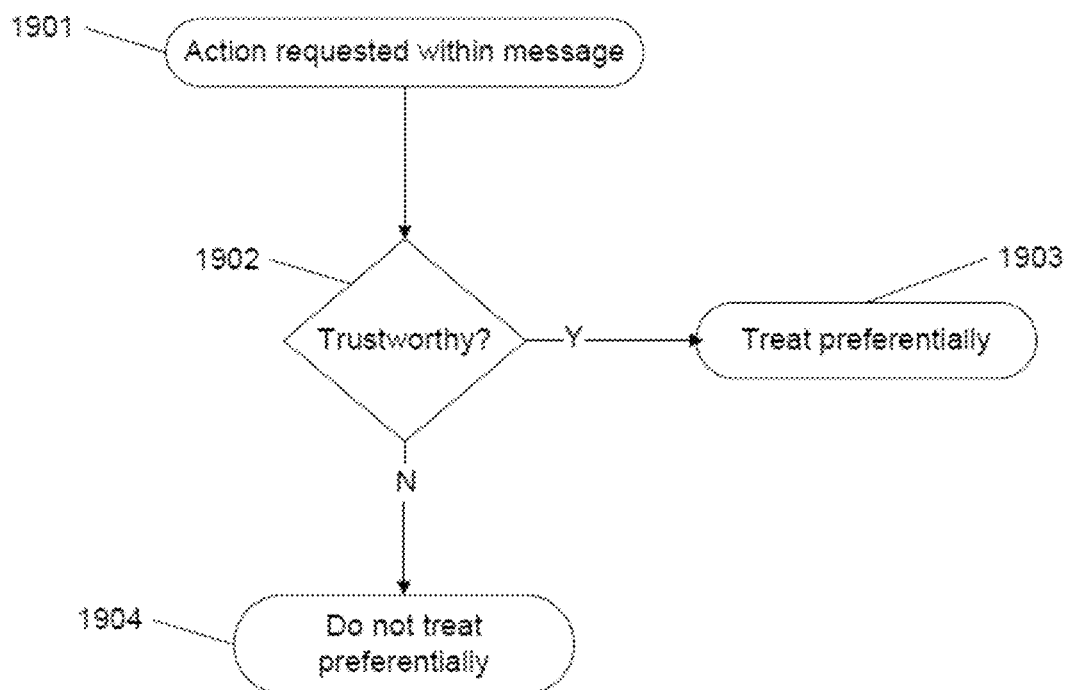 1901
Action requested within message
1902
1903
Trustworthy?
Y
Treat preferentially
N
1904
Do not treat
preferentially